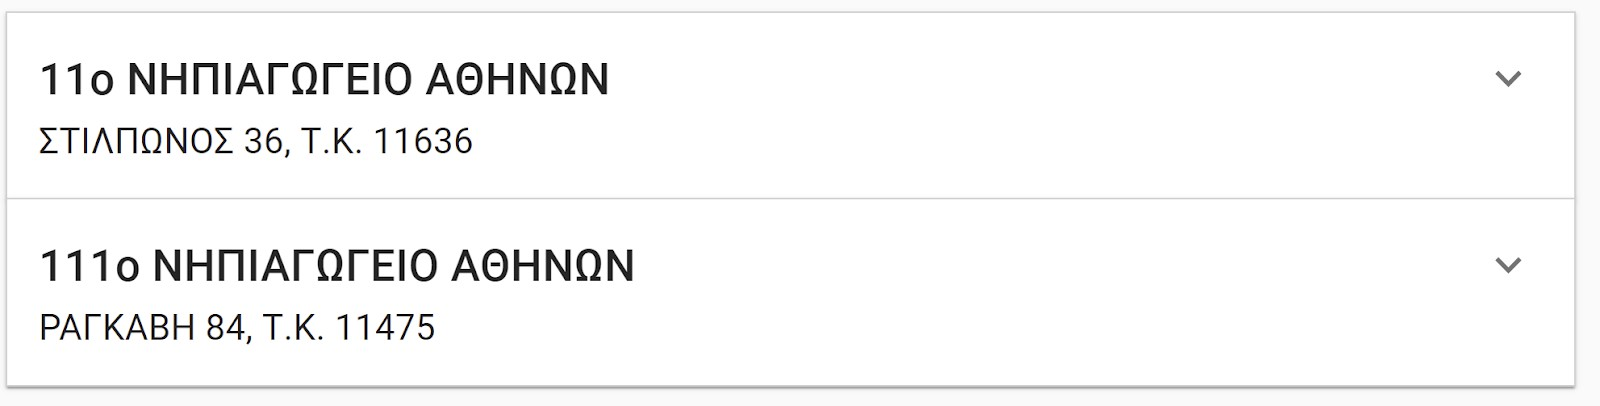 11ο ΝΗΠΙΑΓΩΓΕΙΟ ΑΘΗΝΩΝ
ΣΤΙΛΠΩΝΟΣ 36, Τ.Κ. 11636
111ο ΝΗΠΙΑΓΩΓΕΙΟ ΑΘΗΝΩΝ
ΡΑΓΚΑΒΗ 84, Τ.Κ. 11475